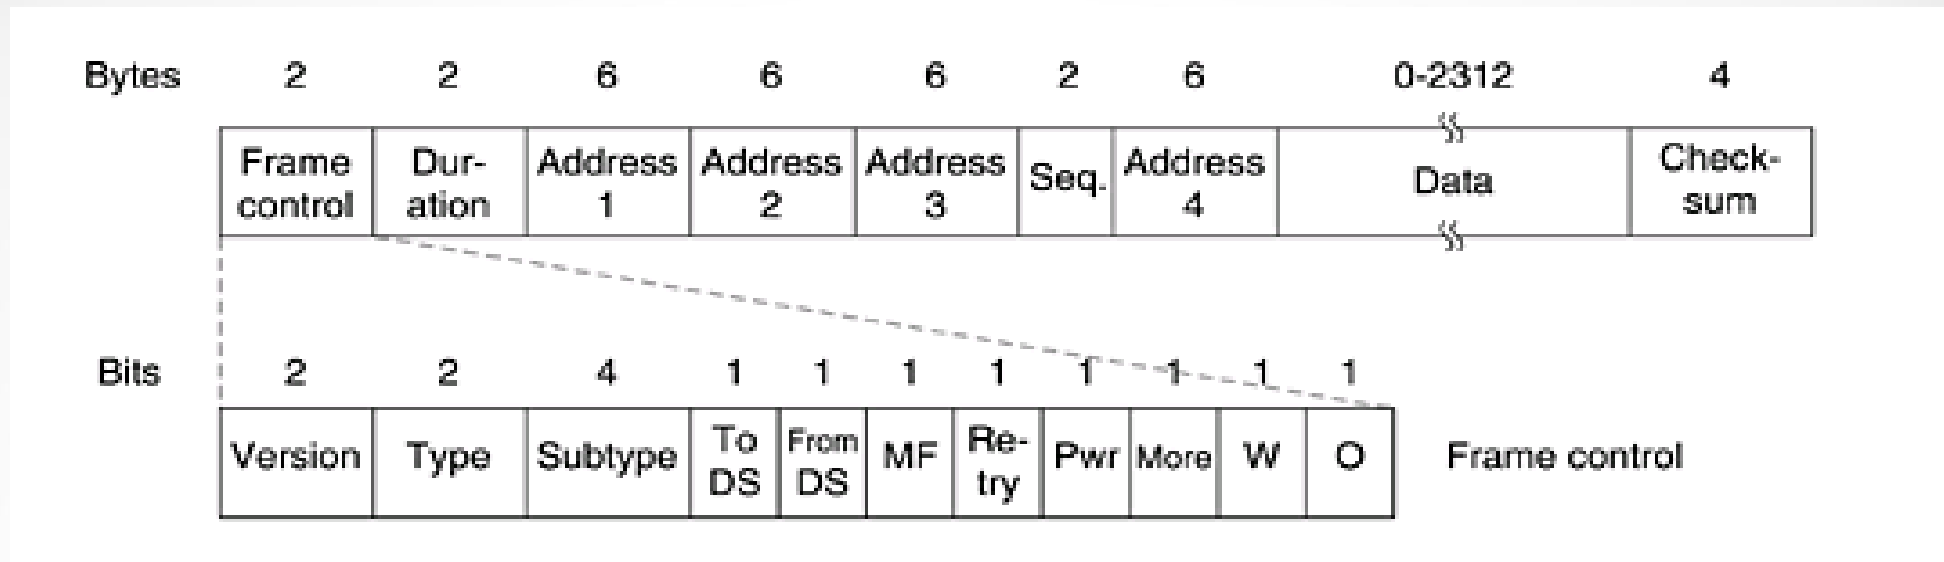 Bytes 2 2 6 6 6 2 6 0-2312 4
Frame control
Dur-
ation
Address 1
Address 2
Address 3
Seq.
Address 4
Data
Check-
sum
Bits 2 2 4 1 1 1 1 1 1 1 1
Version
Type
Subtype
To DS
From DS
MF
Re-
try
Pwr
More
W
O
Frame control